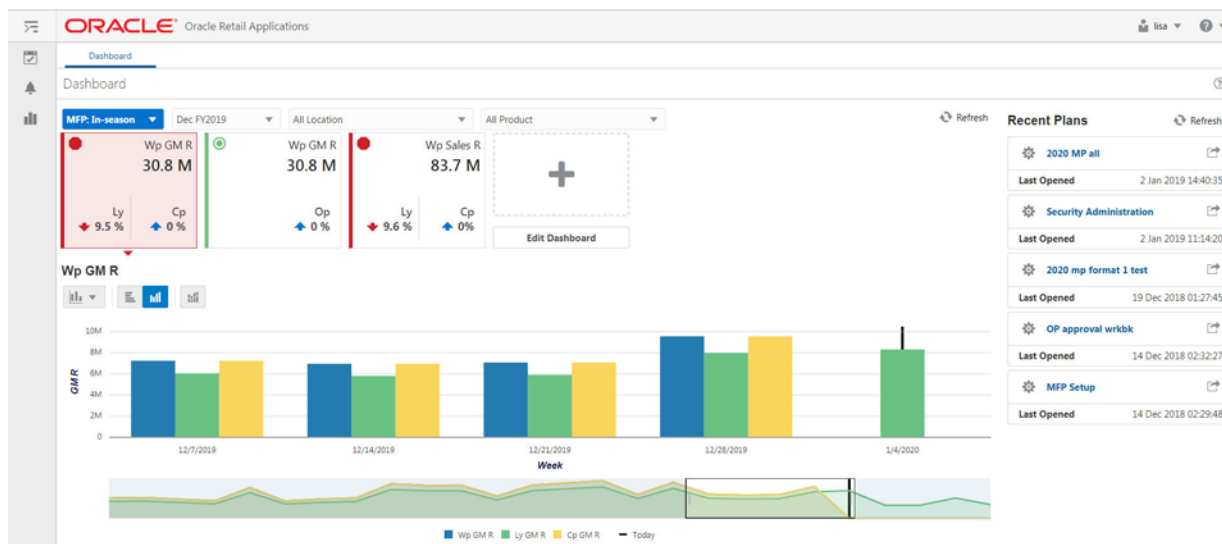 ORACLE® Oracle Retail Applications
lisa
Dashboard
Dashboard
MFP: In-season
Dec FY2019
All Location
All Product
Refresh
Wp GM R
30.8 M
Ly
Cp
9.5 %
0 %
Wp GM R
30.8 M
Op
0 %
Wp Sales R
83.7 M
Ly
Cp
9.6 %
0%
Edit Dashboard
Wp GM R
10M
8M
6M
4M
2M
0
GM R
12/7/2019
12/14/2019
12/21/2019
12/28/2019
1/4/2020
Week
Wp GM R
Ly GM R
Cp GM R
Today
Recent Plans
Refresh
2020 MP all
Last Opened 2 Jan 2019 14:40:35
Security Administration
Last Opened 2 Jan 2019 11:14:20
2020 mp format 1 test
Last Opened 19 Dec 2018 01:27:45
OP approval wrkbk
Last Opened 14 Dec 2018 02:32:27
MFP Setup
Last Opened 14 Dec 2018 02:29:48